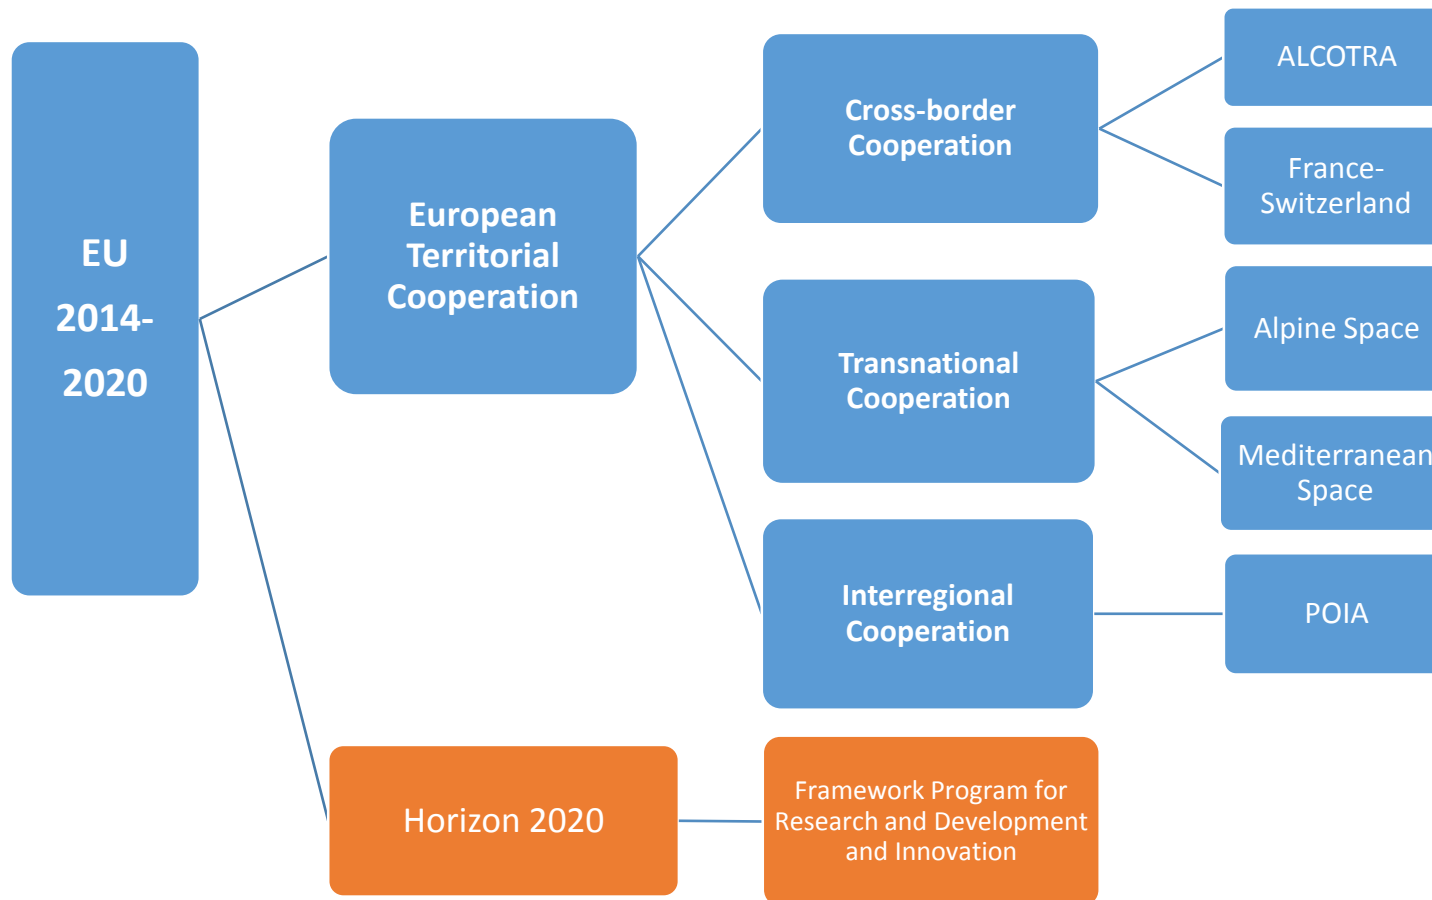 EU
2014-
2020
European
Territorial
Cooperation
Cross-border
Cooperation
ALCOTRA
France-
Switzerland
Transnational
Cooperation
Alpine Space
Mediterranean
Space
Interregional
Cooperation
POIA
Horizon 2020
Framework Program for
Research and Development
and Innovation